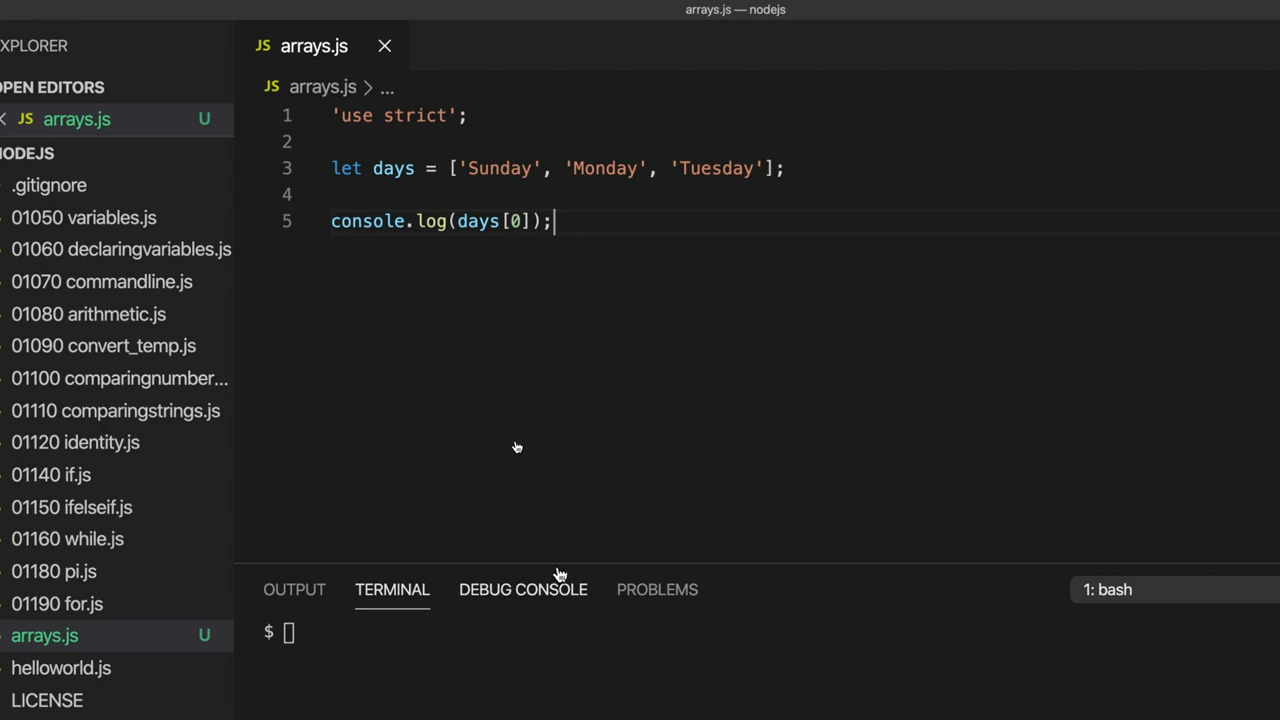 arrays.js — nodejs
XPLORER
OPEN EDITORS
JS arrays.js U
NODEJS
.gitignore
01050 variables.js
01060 declaringvariables.js
01070 commandline.js
01080 arithmetic.js
01090 convert_temp.js
01100 comparingnumber...
01110 comparingstrings.js
01120 identity.js
01140 if.js
01150 ifelseif.js
01160 while.js
01180 pi.js
01190 for.js
arrays.js U
helloworld.js
LICENSE
JS arrays.js
JS arrays.js > ...
1 'use strict';
2
3 let days = ['Sunday', 'Monday', 'Tuesday'];
4
5 console.log(days[0]);
OUTPUT TERMINAL DEBUG CONSOLE PROBLEMS 1: bash
$